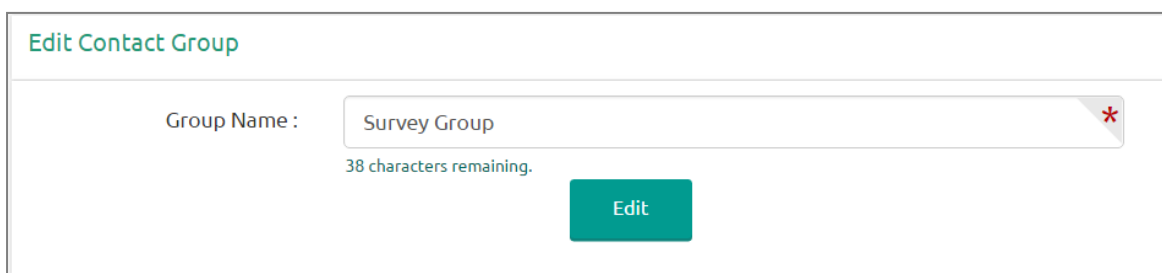 Edit Contact Group
Group Name : Survey Group *
38 characters remaining.
Edit